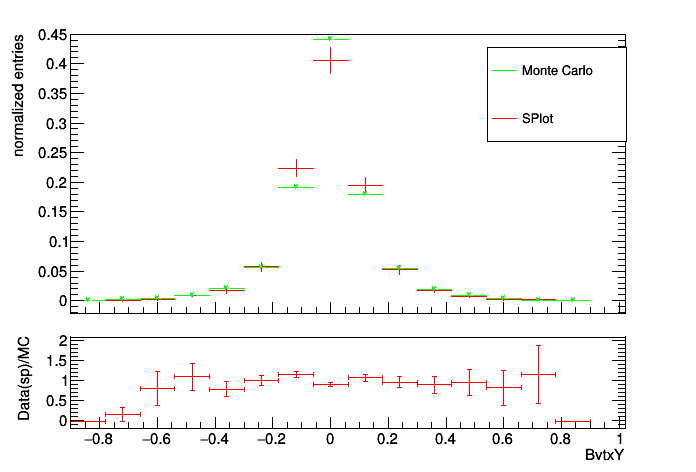 normalized entries
0.45
0.4
0.35
0.3
0.25
0.2
0.15
0.1
0.05
0
Monte Carlo
SPlot
Data(sp)/MC
2
1.5
1
0.5
0
−0.8 −0.6 −0.4 −0.2 0 0.2 0.4 0.6 0.8 1
BvtxY